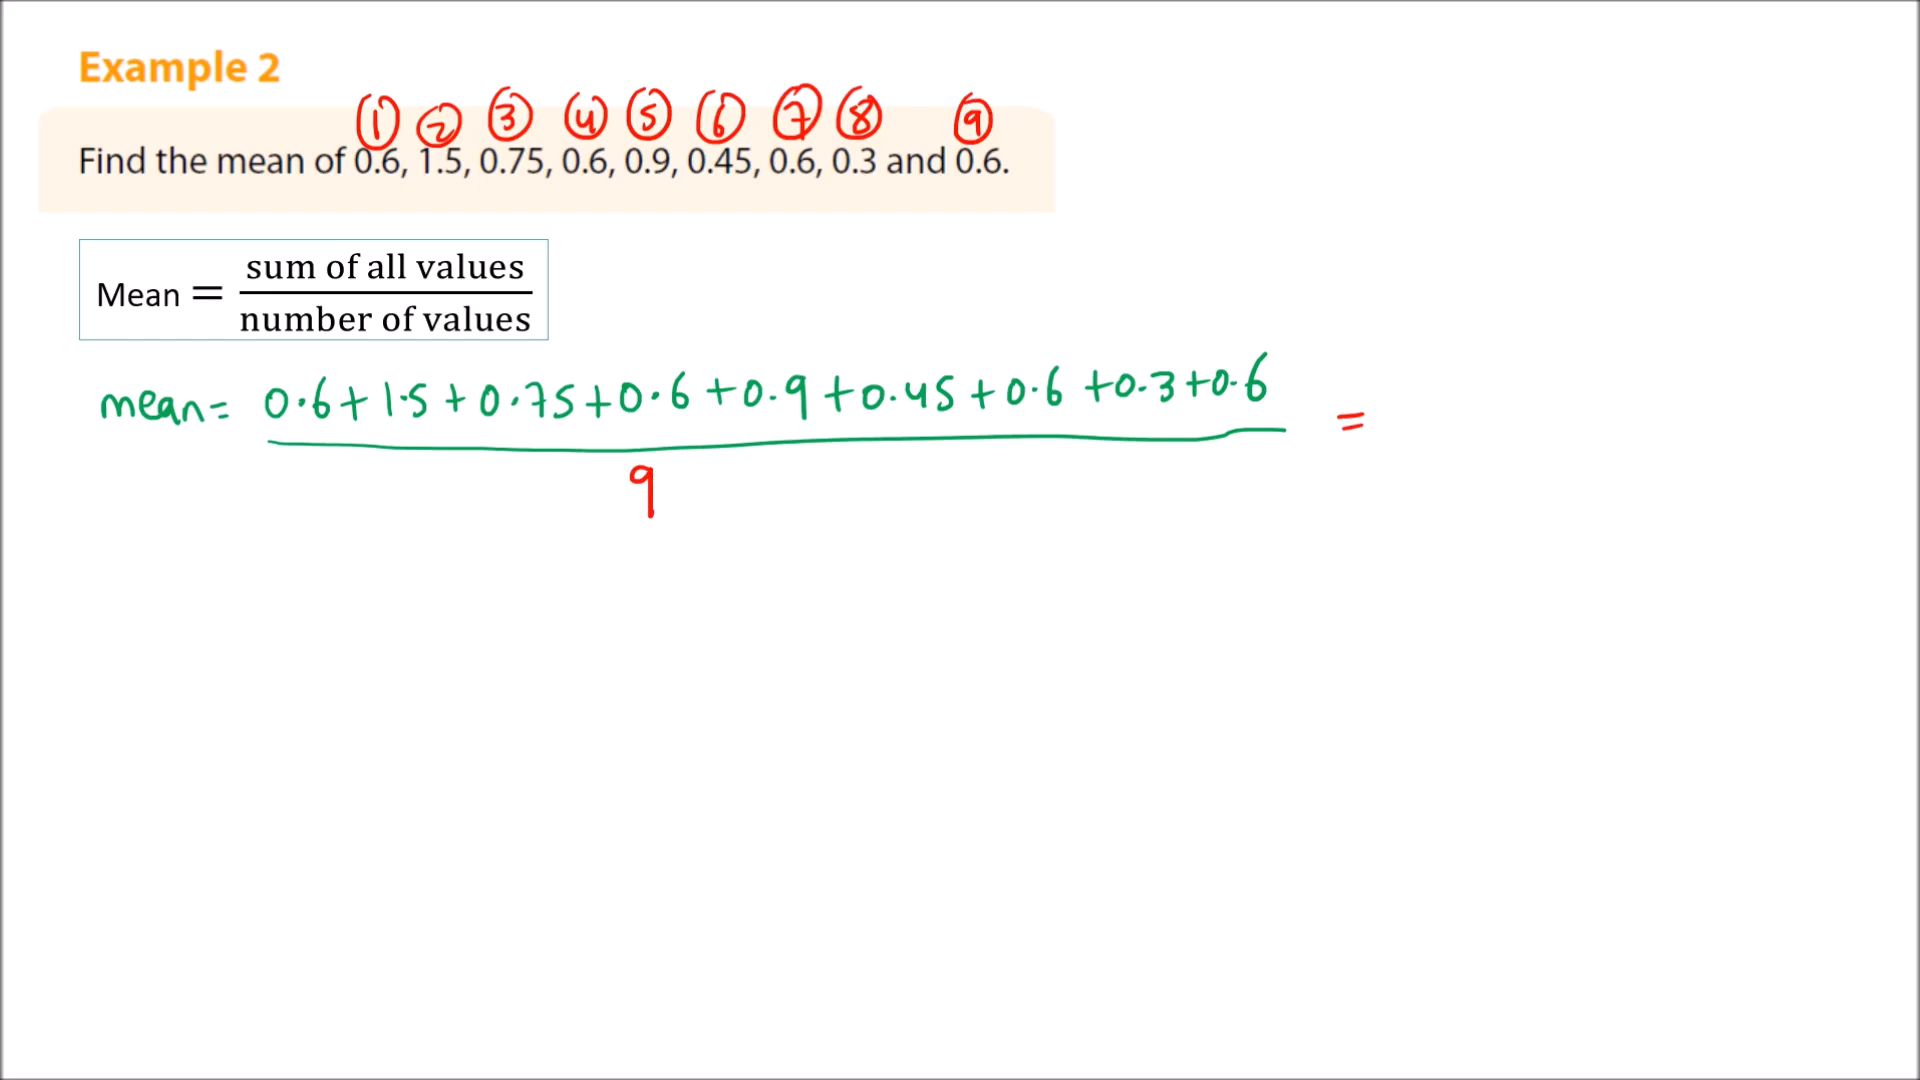 Example 2
① ② ③ ④ ⑤ ⑥ ⑦ ⑧ ⑨
Find the mean of 0.6, 1.5, 0.75, 0.6, 0.9, 0.45, 0.6, 0.3 and 0.6.
Mean = sum of all values / number of values
mean = 0.6 + 1.5 + 0.75 + 0.6 + 0.9 + 0.45 + 0.6 + 0.3 + 0.6 =
9